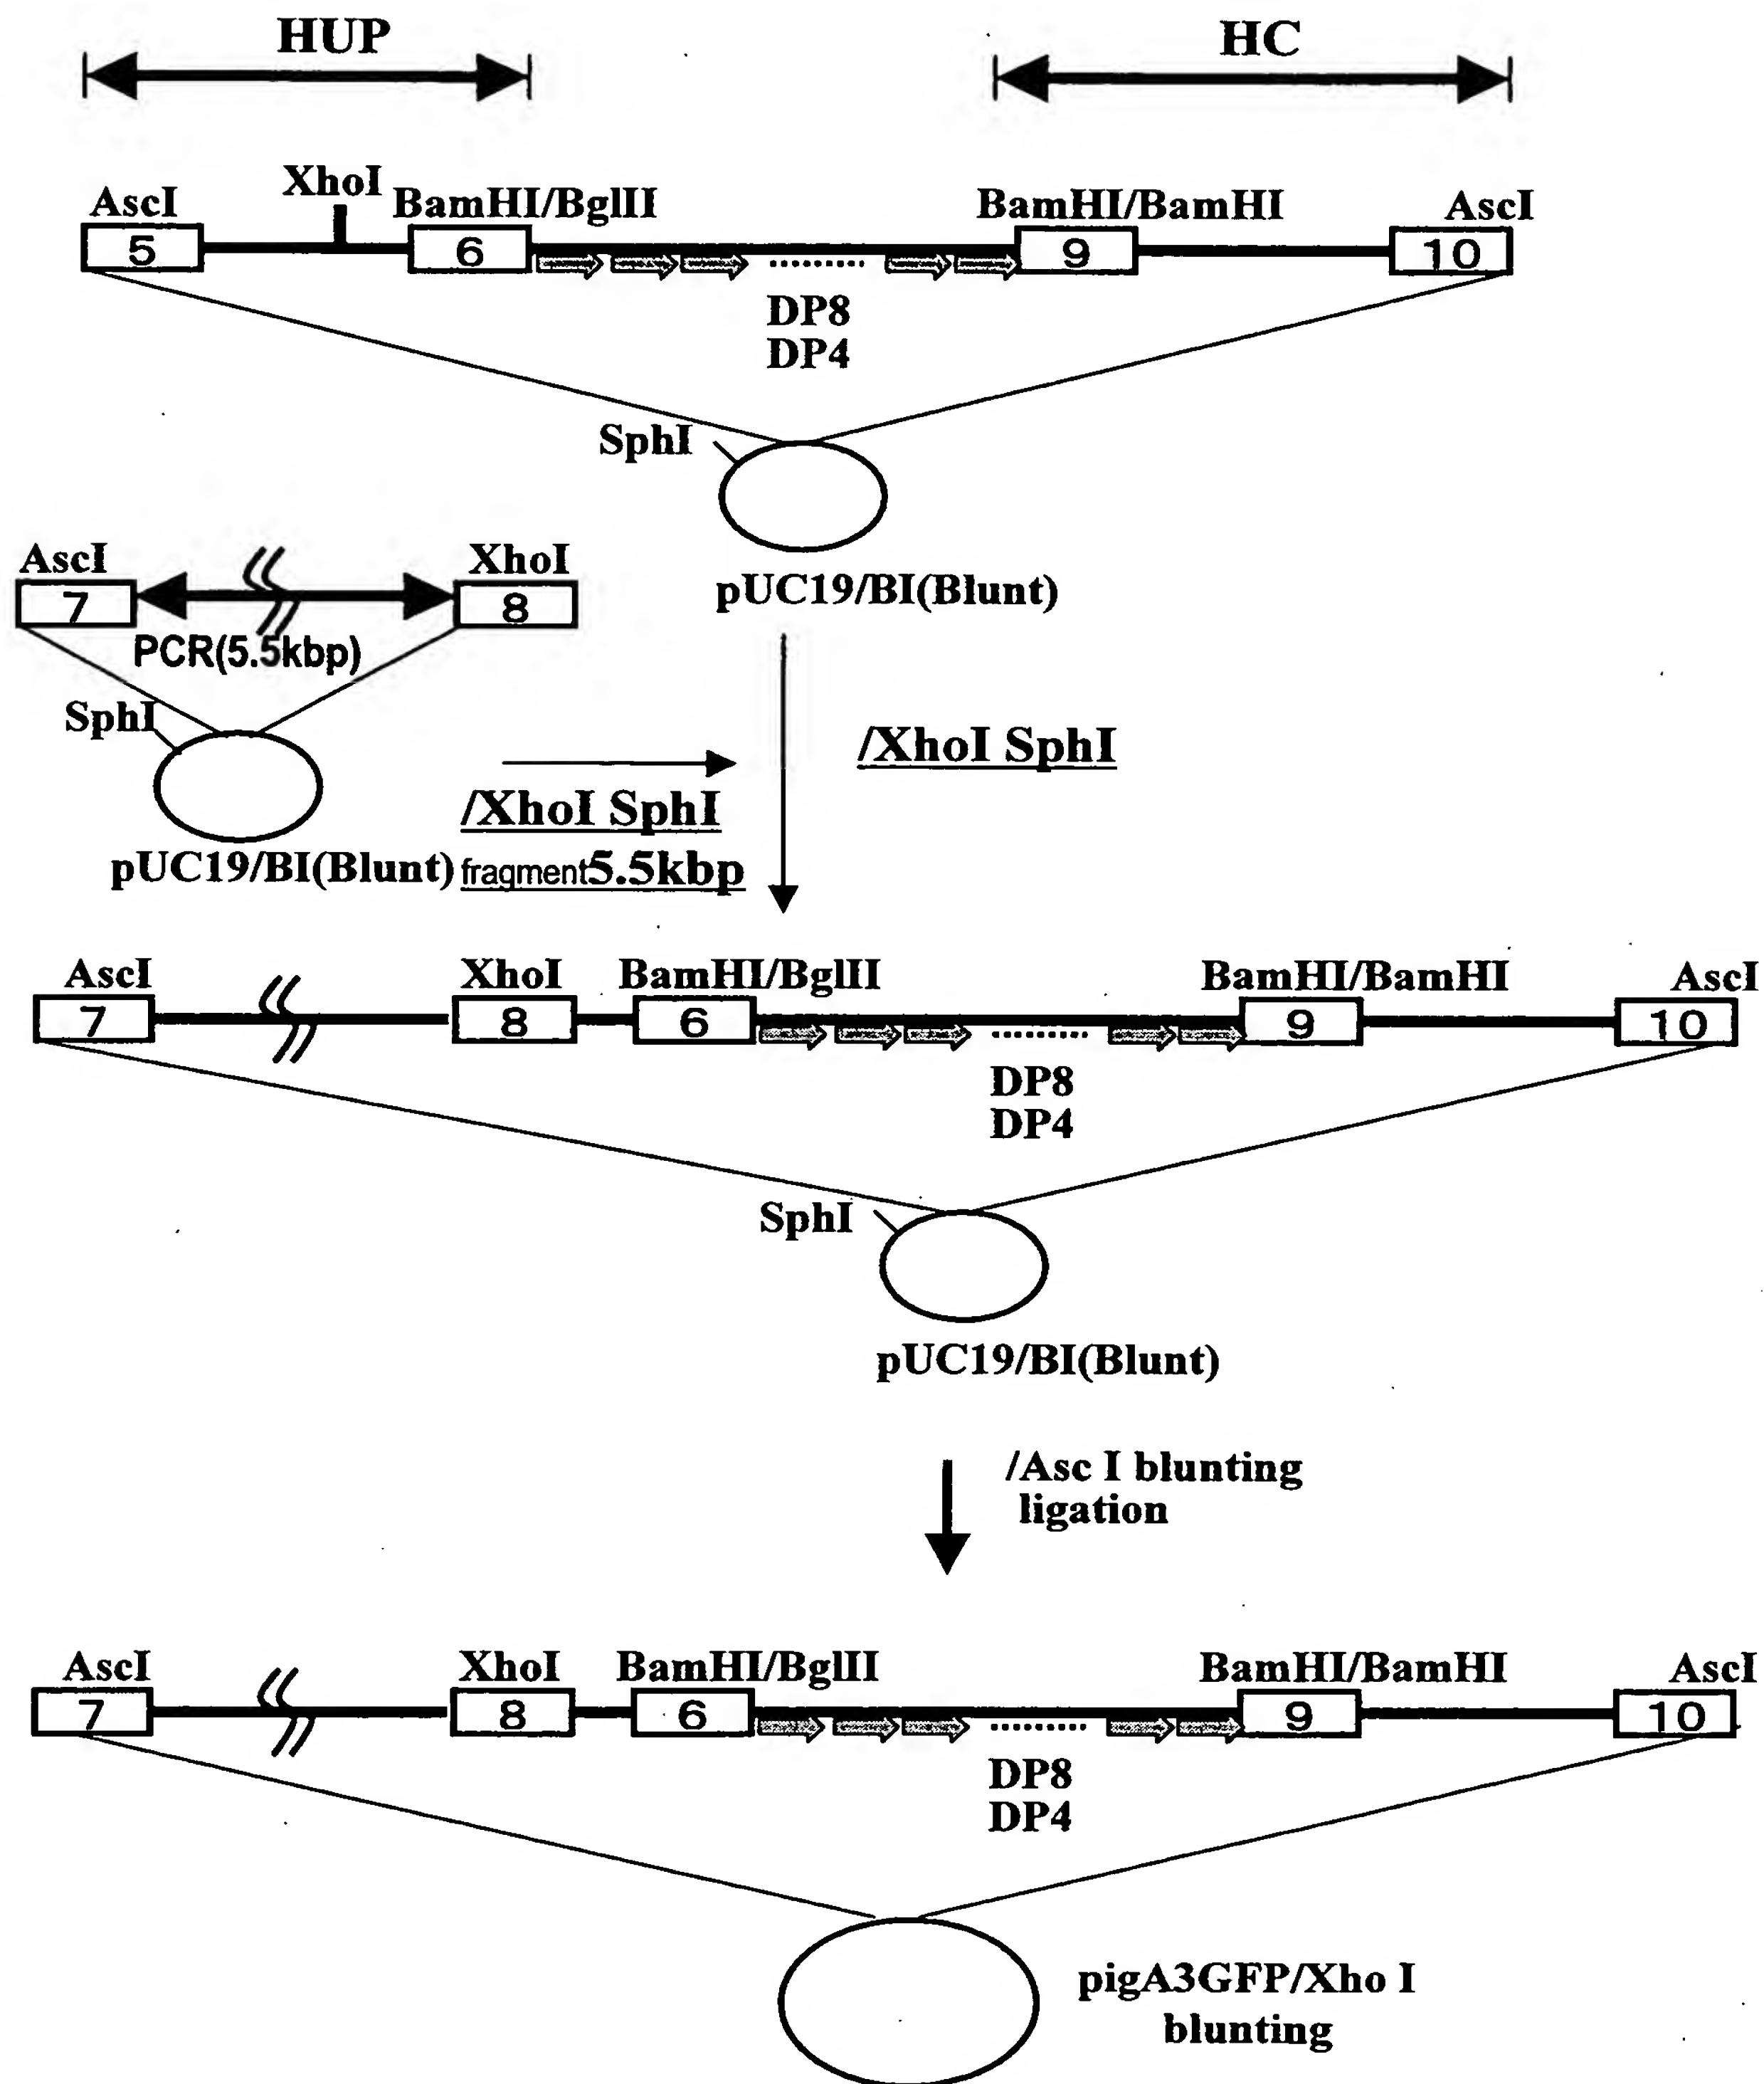 HUP HC
AscI XhoI BamHI/BglII BamHI/BamHI AscI
5 6 9 10
DP8
DP4
SphI
pUC19/BI(Blunt)
AscI XhoI
7 8
PCR(5.5kbp)
SphI
/XhoI SphI
/XhoI SphI
pUC19/BI(Blunt) fragment5.5kbp
AscI XhoI BamHI/BglII BamHI/BamHI AscI
7 8 6 9 10
DP8
DP4
SphI
pUC19/BI(Blunt)
/Asc I blunting
ligation
AscI XhoI BamHI/BglII BamHI/BamHI AscI
7 8 6 9 10
DP8
DP4
pigA3GFP/Xho I
blunting